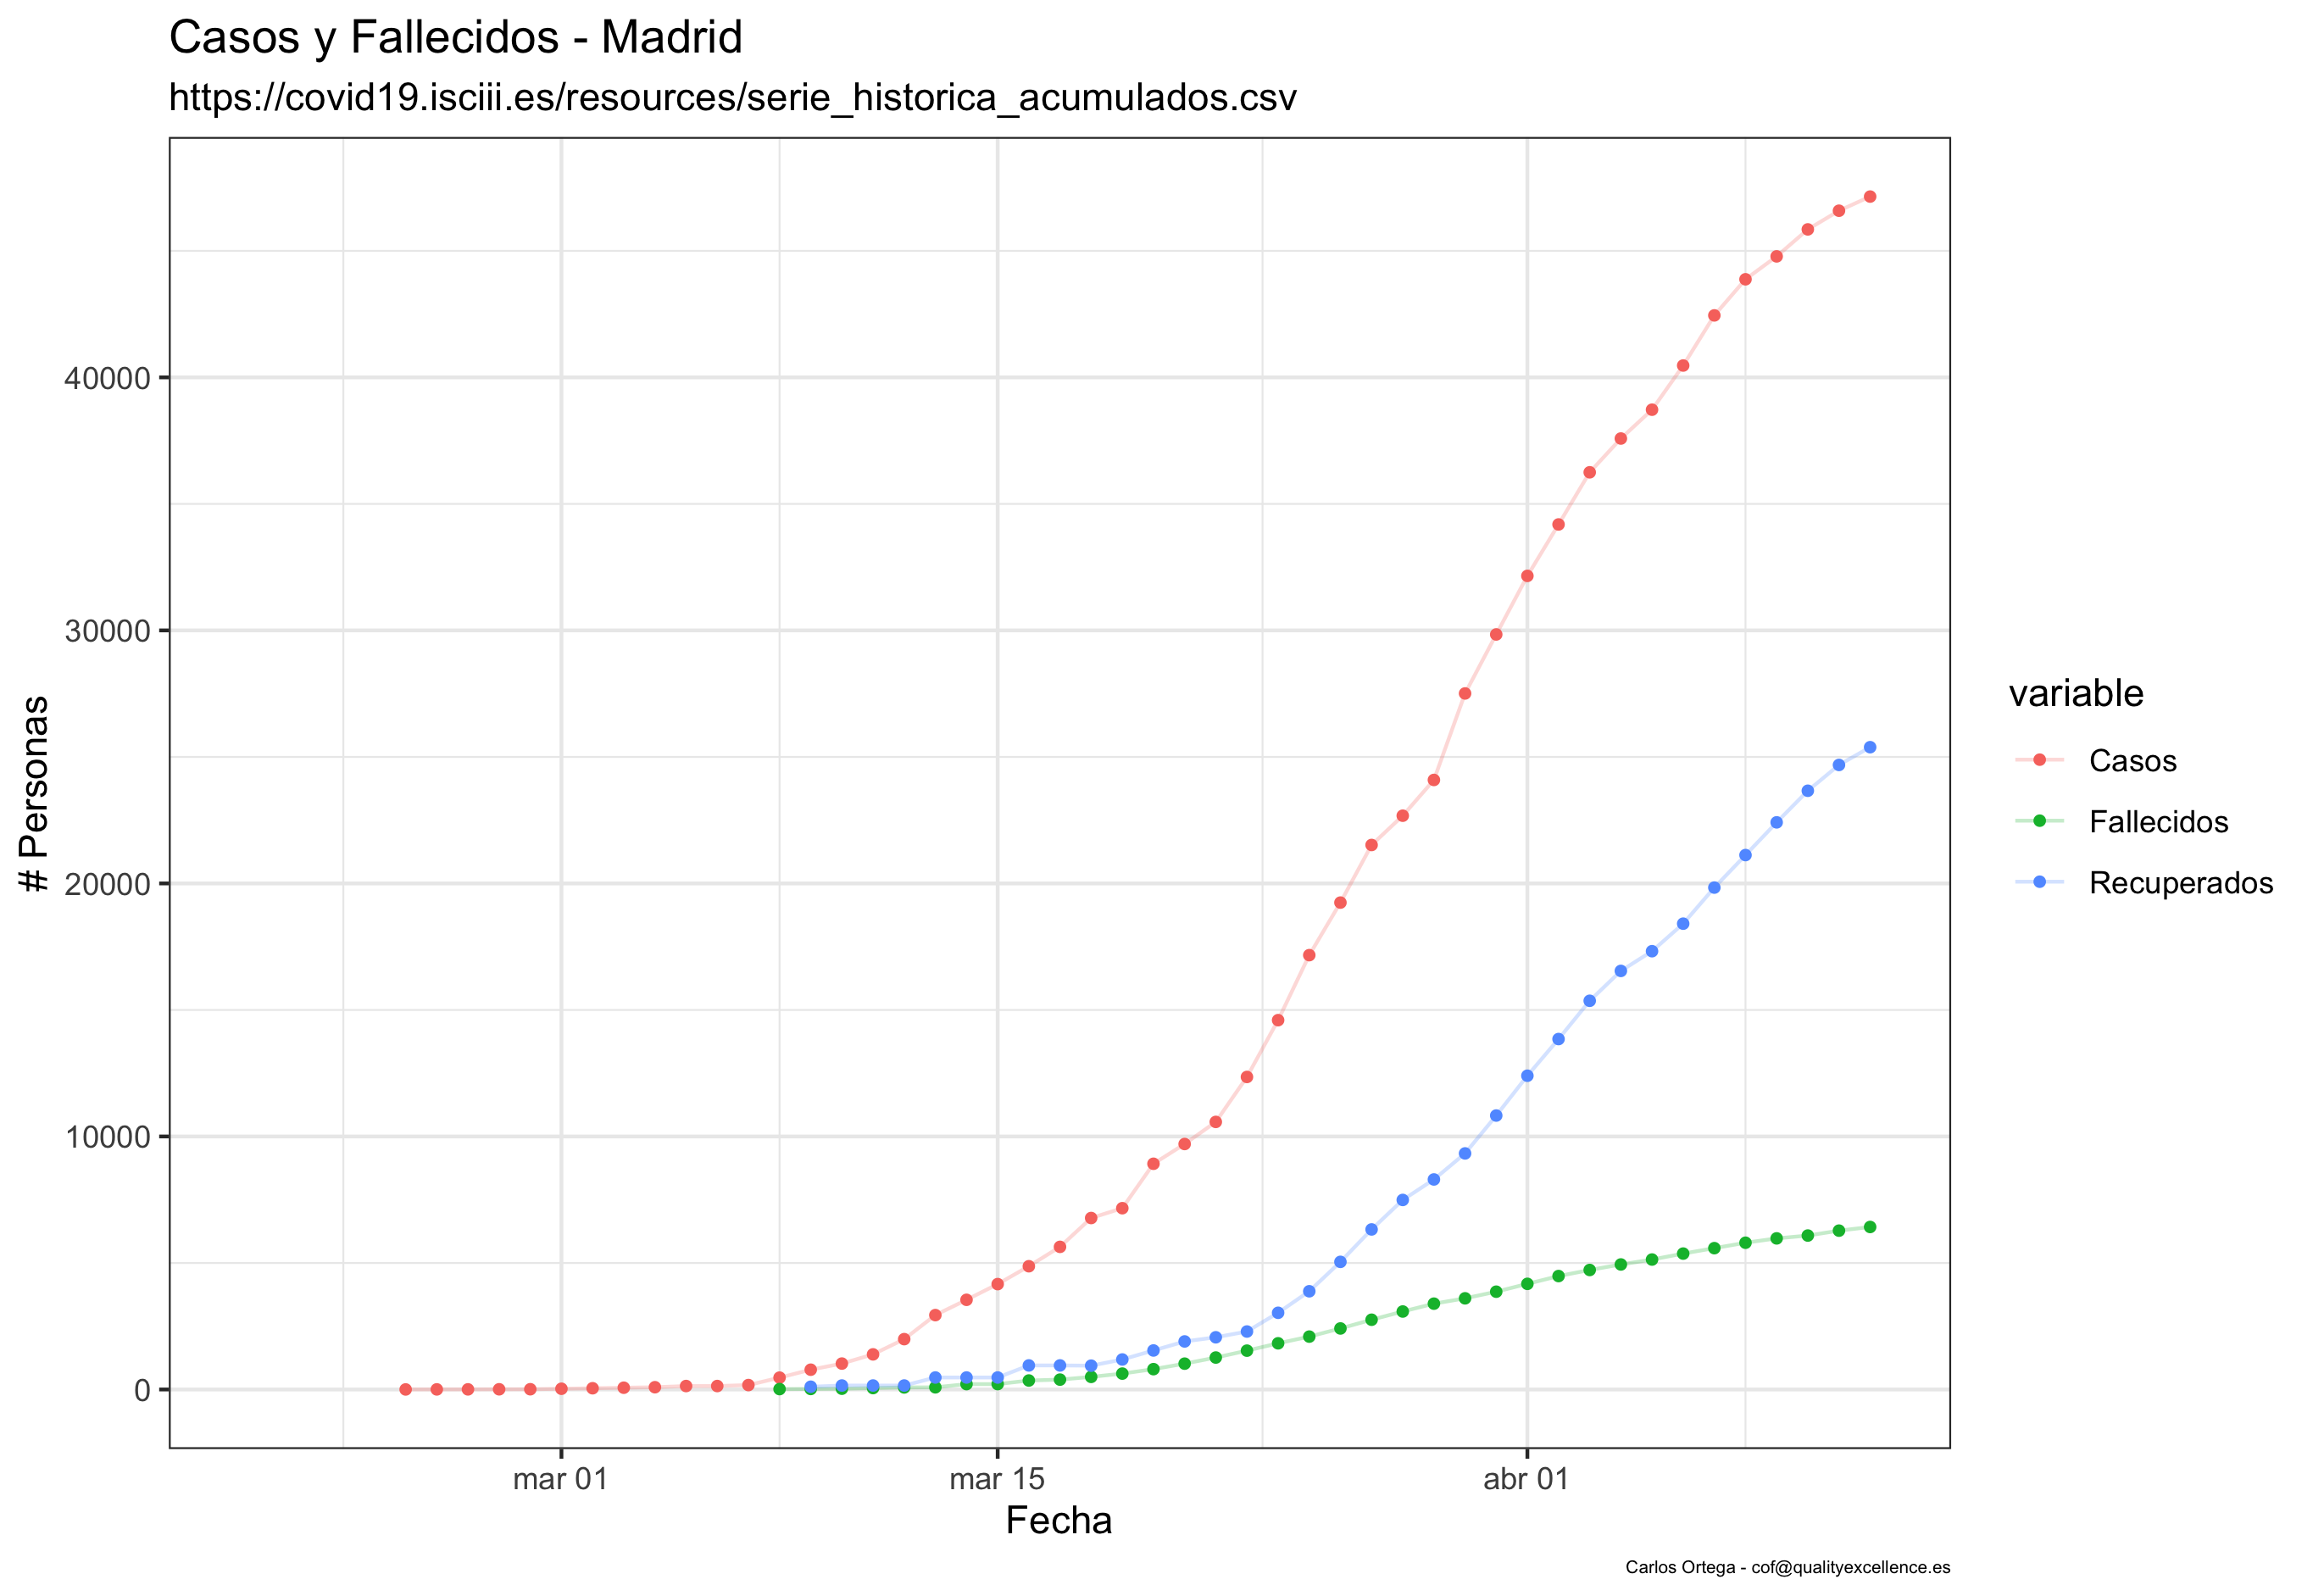 Casos y Fallecidos - Madrid
https://covid19.isciii.es/resources/serie_historica_acumulados.csv
# Personas
40000
30000
20000
10000
0
mar 01
mar 15
abr 01
Fecha
variable
Casos
Fallecidos
Recuperados
Carlos Ortega - cof@qualityexcellence.es